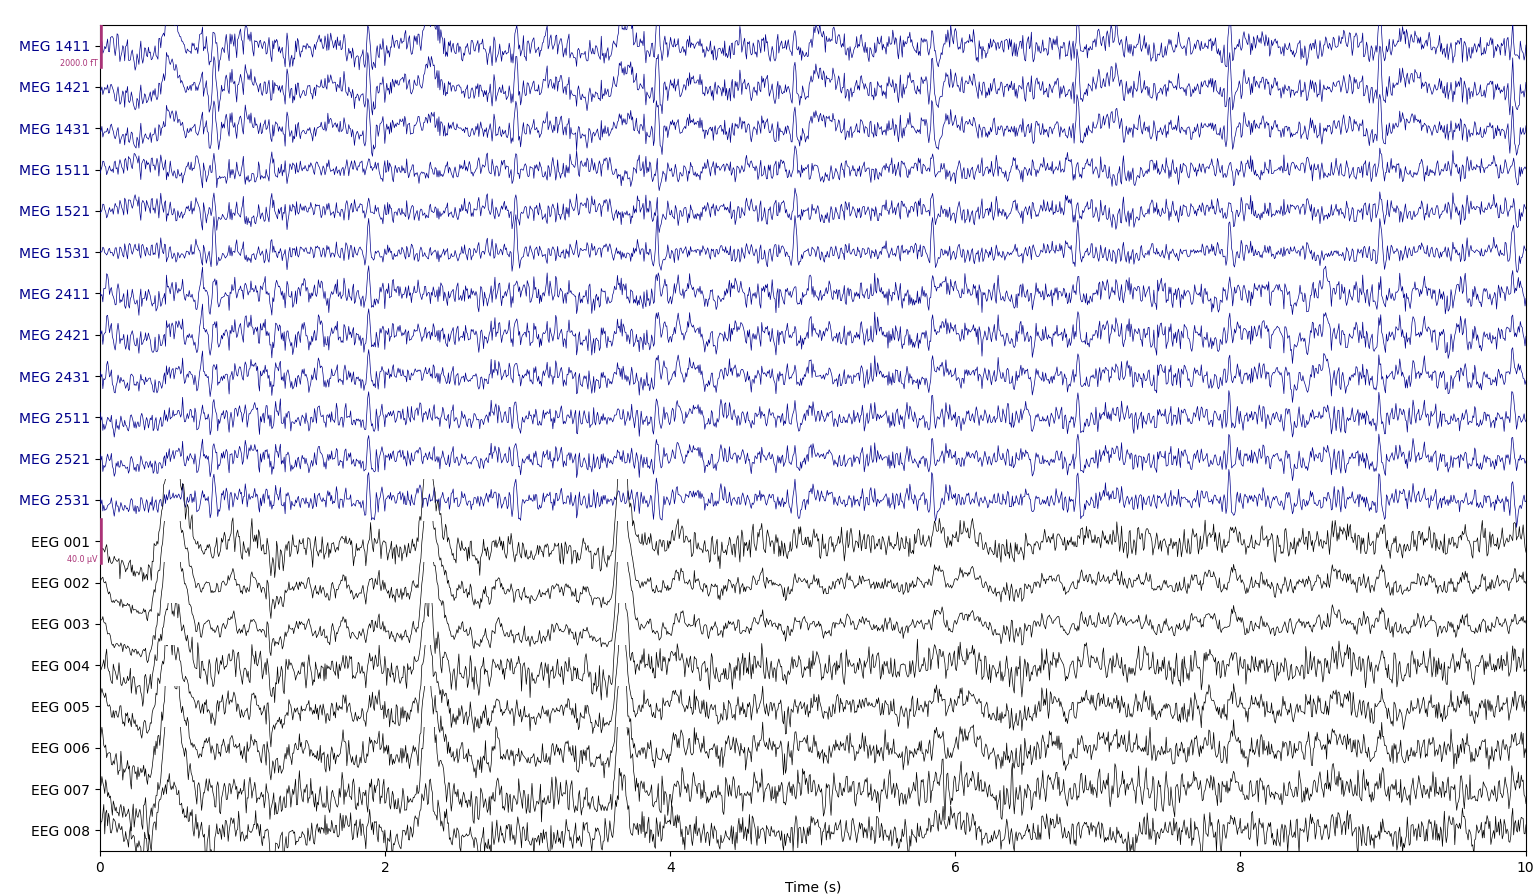 MEG 1411
2000.0 fT
MEG 1421
MEG 1431
MEG 1511
MEG 1521
MEG 1531
MEG 2411
MEG 2421
MEG 2431
MEG 2511
MEG 2521
MEG 2531
EEG 001
40.0 µV
EEG 002
EEG 003
EEG 004
EEG 005
EEG 006
EEG 007
EEG 008
0 2 4 6 8 10
Time (s)